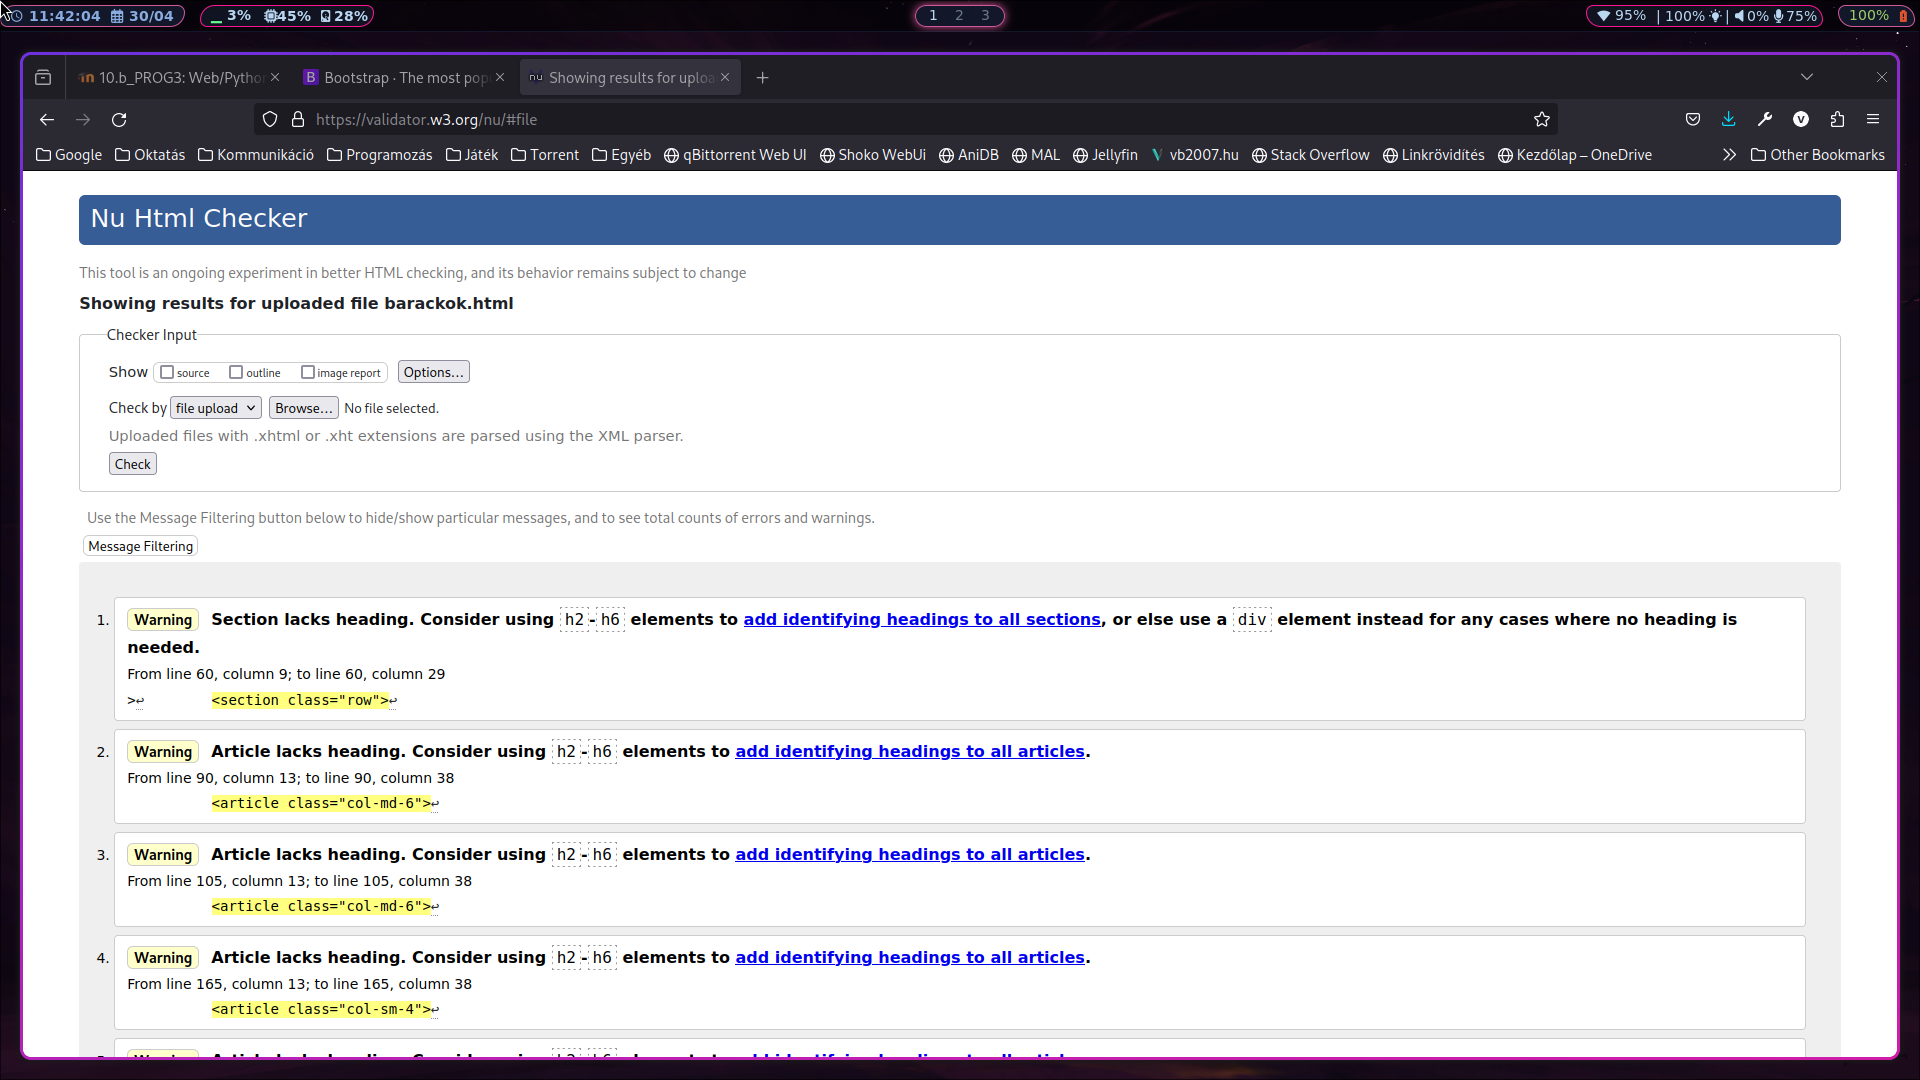 11:42:04 30/04 3% 45% 28% 1 2 3 95% | 100% | 0% 75% 100%
10.b_PROG3: Web/Pytho Bootstrap · The most pop Showing results for uploa
https://validator.w3.org/nu/#file
Google Oktatás Kommunikáció Programozás Játék Torrent Egyéb qBittorrent Web UI Shoko WebUi AniDB MAL Jellyfin vb2007.hu Stack Overflow Linkrövidítés Kezdőlap – OneDrive Other Bookmarks
Nu Html Checker
This tool is an ongoing experiment in better HTML checking, and its behavior remains subject to change
Showing results for uploaded file barackok.html
Checker Input
Show source outline image report Options...
Check by file upload Browse... No file selected.
Uploaded files with .xhtml or .xht extensions are parsed using the XML parser.
Check
Use the Message Filtering button below to hide/show particular messages, and to see total counts of errors and warnings.
Message Filtering
1. Warning Section lacks heading. Consider using h2-h6 elements to add identifying headings to all sections, or else use a div element instead for any cases where no heading is
needed.
From line 60, column 9; to line 60, column 29
>↩ <section class="row">↩
2. Warning Article lacks heading. Consider using h2-h6 elements to add identifying headings to all articles.
From line 90, column 13; to line 90, column 38
<article class="col-md-6">↩
3. Warning Article lacks heading. Consider using h2-h6 elements to add identifying headings to all articles.
From line 105, column 13; to line 105, column 38
<article class="col-md-6">↩
4. Warning Article lacks heading. Consider using h2-h6 elements to add identifying headings to all articles.
From line 165, column 13; to line 165, column 38
<article class="col-sm-4">↩